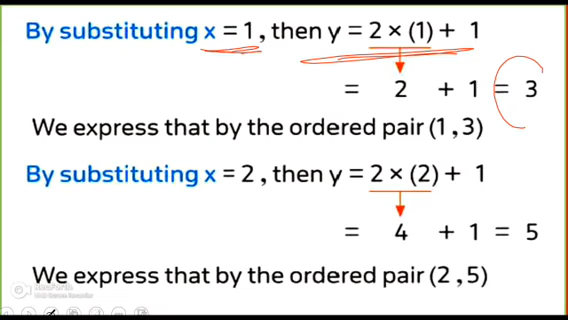 By substituting x = 1, then y = 2 × (1) + 1
= 2 + 1 = 3
We express that by the ordered pair (1, 3)
By substituting x = 2, then y = 2 × (2) + 1
= 4 + 1 = 5
We express that by the ordered pair (2, 5)